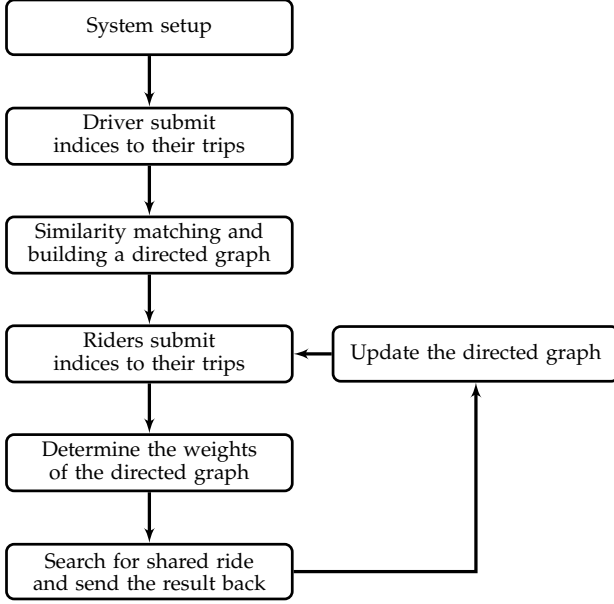 System setup
Driver submit
indices to their trips
Similarity matching and
building a directed graph
Riders submit
indices to their trips
Update the directed graph
Determine the weights
of the directed graph
Search for shared ride
and send the result back